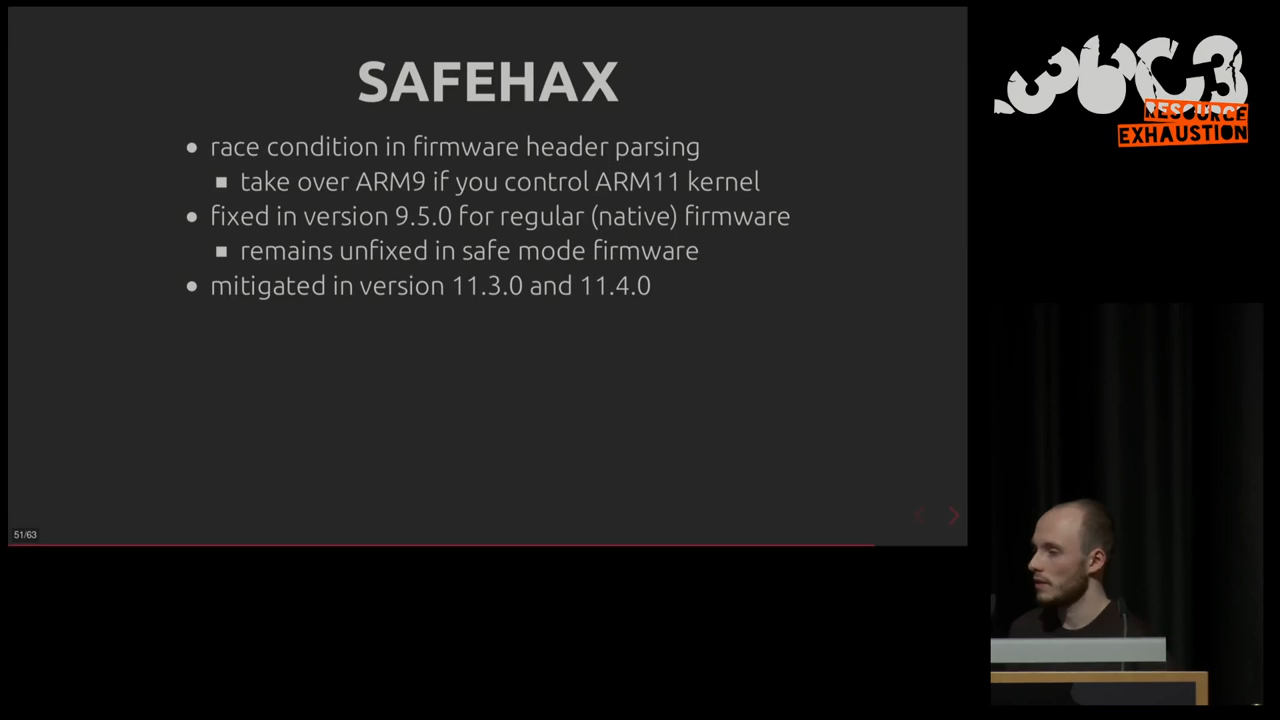 SAFEHAX
• race condition in firmware header parsing
▪ take over ARM9 if you control ARM11 kernel
• fixed in version 9.5.0 for regular (native) firmware
▪ remains unfixed in safe mode firmware
• mitigated in version 11.3.0 and 11.4.0
51/63
36C3
RESOURCE
EXHAUSTION